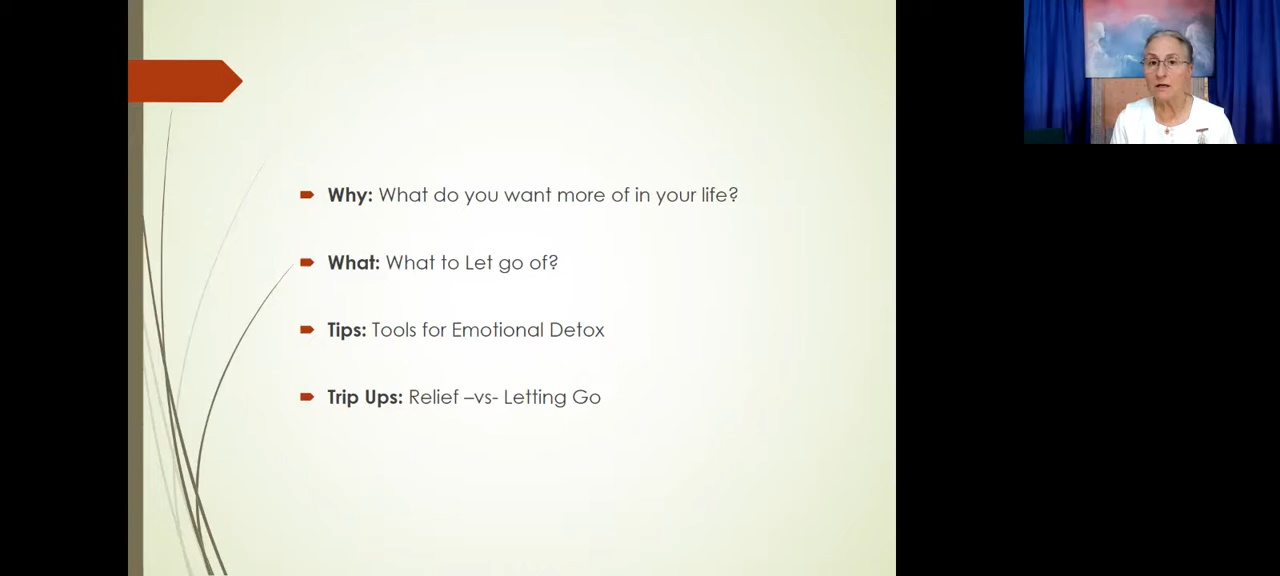 Why: What do you want more of in your life?
What: What to Let go of?
Tips: Tools for Emotional Detox
Trip Ups: Relief –vs- Letting Go